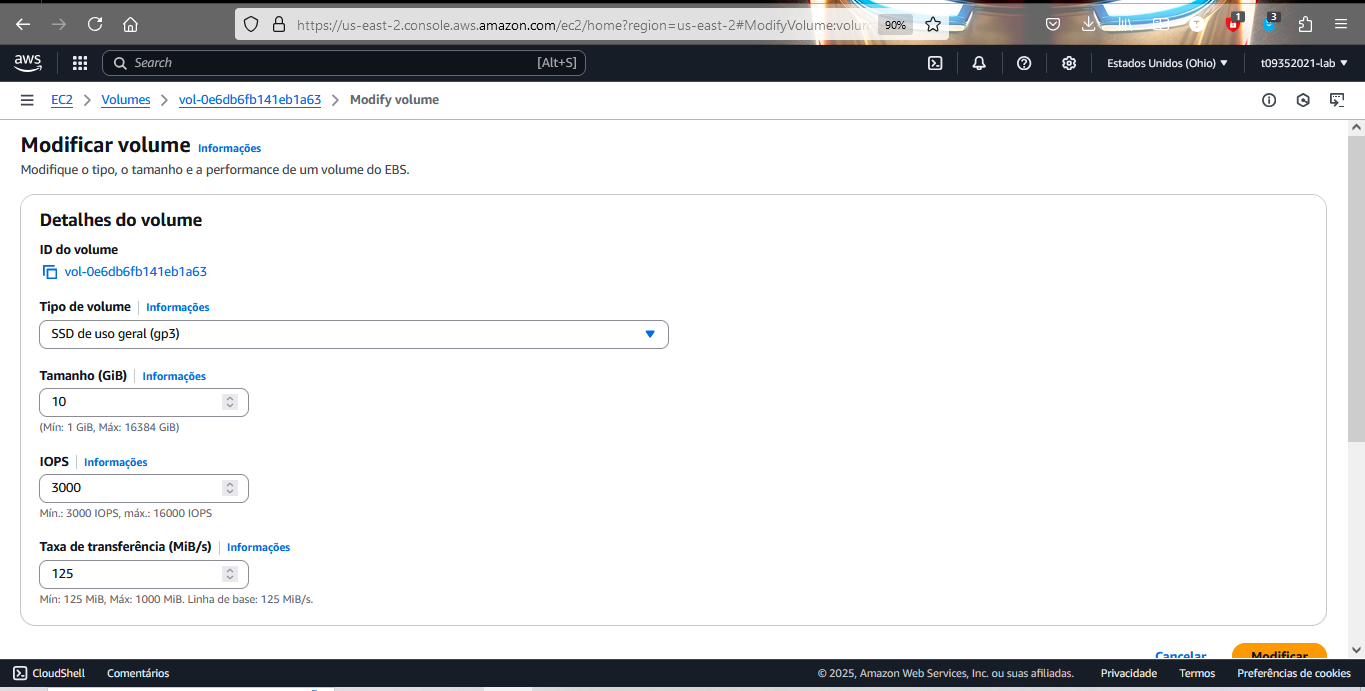 https://us-east-2.console.aws.amazon.com/ec2/home?region=us-east-2#ModifyVolume:volu
90%
1
3
aws
Search
[Alt+S]
Estados Unidos (Ohio)
t09352021-lab
EC2 > Volumes > vol-0e6db6fb141eb1a63 > Modify volume
Modificar volume Informações
Modifique o tipo, o tamanho e a performance de um volume do EBS.
Detalhes do volume
ID do volume
vol-0e6db6fb141eb1a63
Tipo de volume Informações
SSD de uso geral (gp3)
Tamanho (GiB) Informações
10
(Mín: 1 GiB, Máx: 16384 GiB)
IOPS Informações
3000
Mín.: 3000 IOPS, máx.: 16000 IOPS
Taxa de transferência (MiB/s) Informações
125
Mín: 125 MiB, Máx: 1000 MiB. Linha de base: 125 MiB/s.
Cancelar
Modificar
CloudShell
Comentários
© 2025, Amazon Web Services, Inc. ou suas afiliadas.
Privacidade
Termos
Preferências de cookies